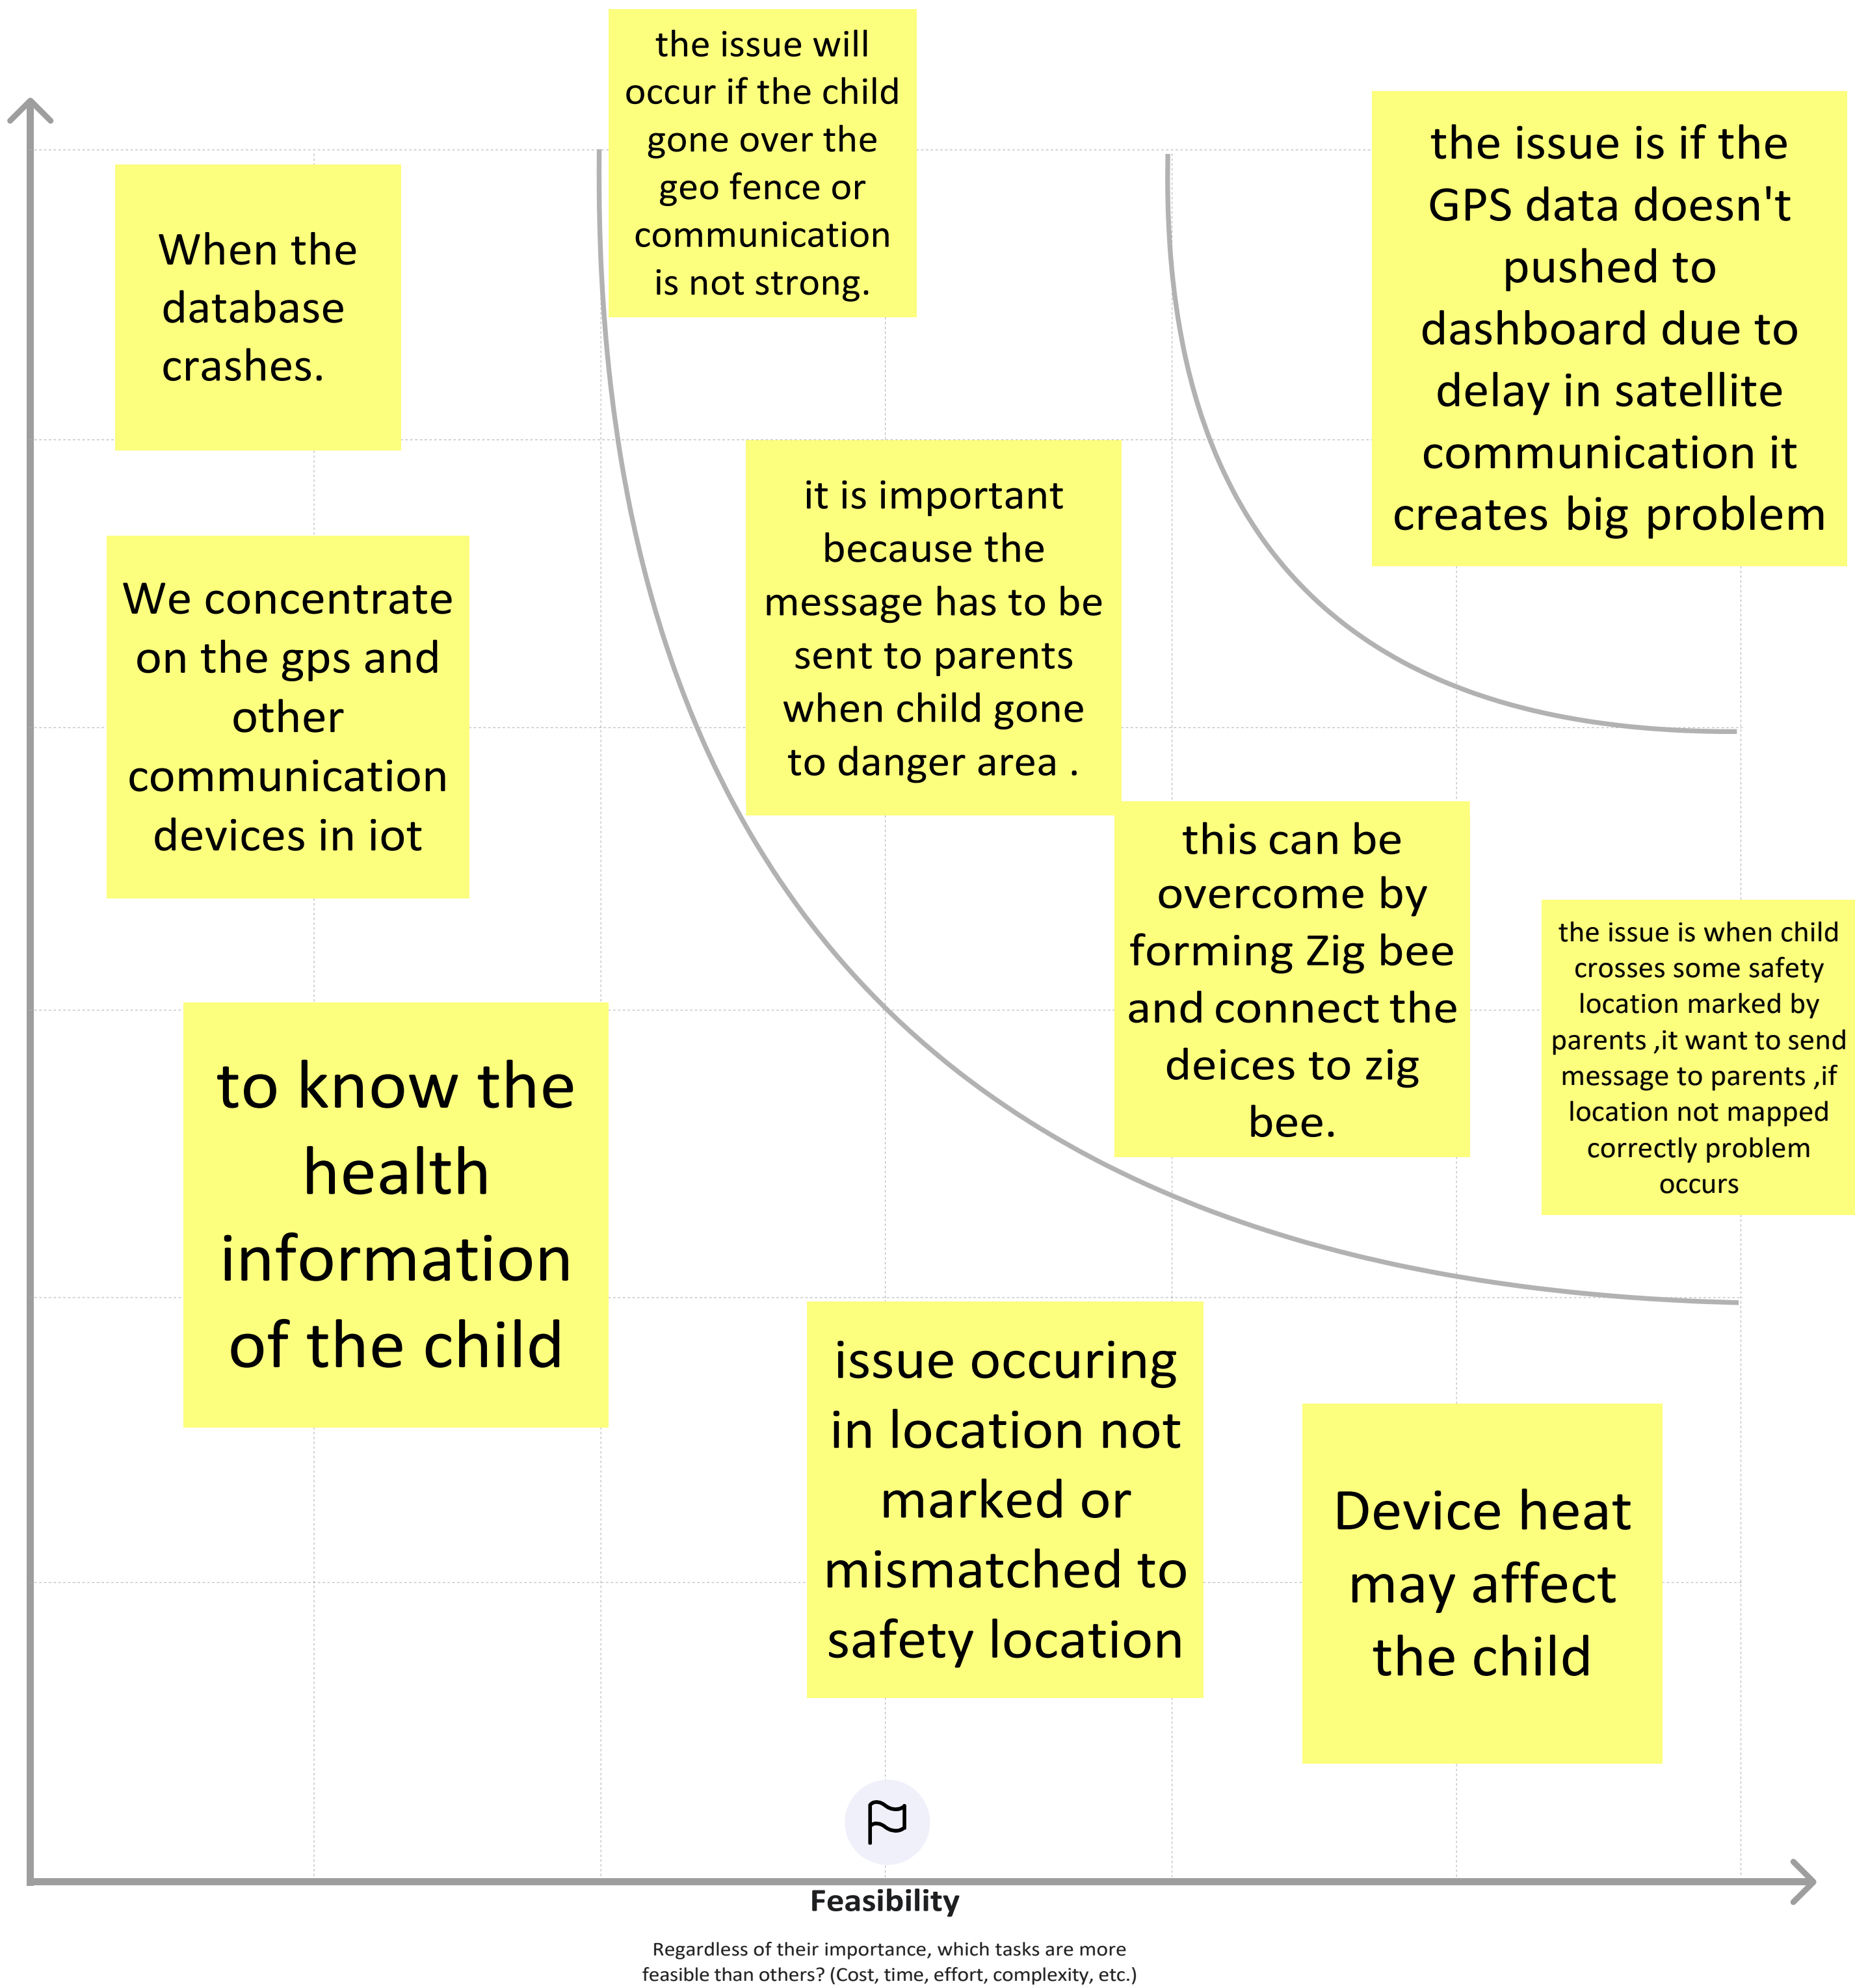 the issue will
occur if the child
gone over the
geo fence or
communication
is not strong.
the issue is if the
GPS data doesn't
pushed to
dashboard due to
delay in satellite
communication it
creates big problem
When the
database
crashes.
it is important
because the
message has to be
sent to parents
when child gone
to danger area .
We concentrate
on the gps and
other
communication
devices in iot
this can be
overcome by
forming Zig bee
and connect the
deices to zig
bee.
the issue is when child
crosses some safety
location marked by
parents ,it want to send
message to parents ,if
location not mapped
correctly problem
occurs
to know the
health
information
of the child
issue occuring
in location not
marked or
mismatched to
safety location
Device heat
may affect
the child
Feasibility
Regardless of their importance, which tasks are more
feasible than others? (Cost, time, effort, complexity, etc.)